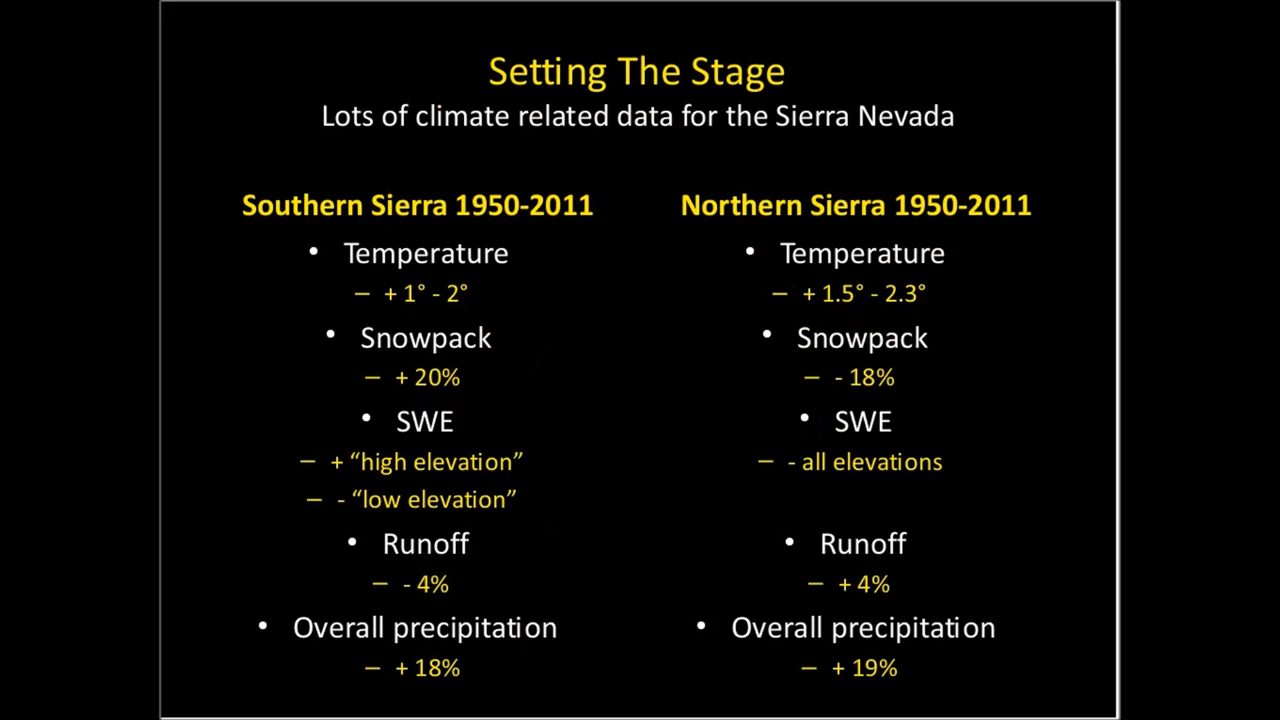 Setting The Stage
Lots of climate related data for the Sierra Nevada
Southern Sierra 1950-2011
• Temperature
– + 1° - 2°
• Snowpack
– + 20%
• SWE
– + “high elevation”
– - “low elevation”
• Runoff
– - 4%
• Overall precipitation
– + 18%
Northern Sierra 1950-2011
• Temperature
– + 1.5° - 2.3°
• Snowpack
– - 18%
• SWE
– - all elevations
• Runoff
– + 4%
• Overall precipitation
– + 19%